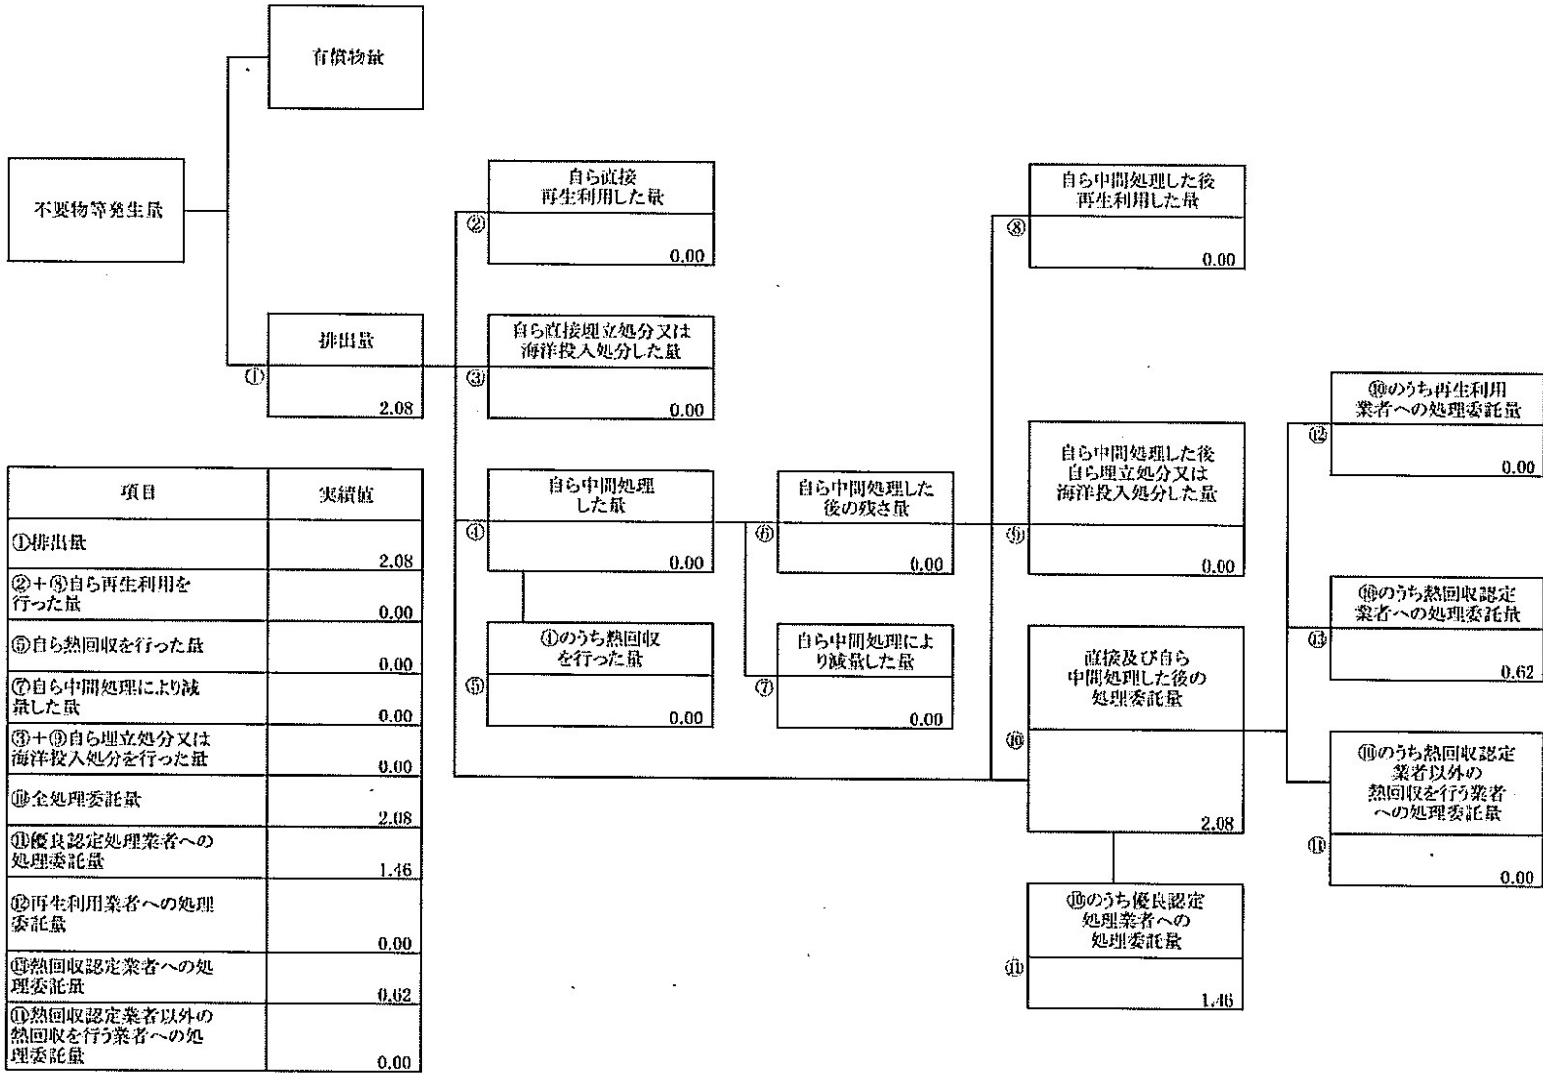 有償物量
不要物等発生量
排出量
①
2.08
自ら直接
再生利用した量
②
0.00
自ら直接埋立処分又は
海洋投入処分した量
③
0.00
自ら中間処理
した量
④
0.00
④のうち熱回収
を行った量
⑤
0.00
自ら中間処理した
後の残さ量
⑥
0.00
自ら中間処理によ
り減量した量
⑦
0.00
自ら中間処理した後
再生利用した量
⑧
0.00
自ら中間処理した後
自ら埋立処分又は
海洋投入処分した量
⑨
0.00
直接及び自ら
中間処理した後の
処理委託量
⑩
2.08
⑩のうち優良認定
処理業者への
処理委託量
⑪
1.46
⑩のうち再生利用
業者への処理委託量
⑫
0.00
⑩のうち熱回収認定
業者への処理委託量
⑬
0.62
⑩のうち熱回収認定
業者以外の
熱回収を行う業者
への処理委託量
⑭
0.00
項目 実績値
①排出量
2.08
②+⑧自ら再生利用を
行った量
0.00
⑤自ら熱回収を行った量
0.00
⑦自ら中間処理により減
量した量
0.00
③+⑨自ら埋立処分又は
海洋投入処分を行った量
0.00
⑩全処理委託量
2.08
⑪優良認定処理業者への
処理委託量
1.46
⑫再生利用業者への処理
委託量
0.00
⑬熱回収認定業者への処
理委託量
0.62
⑭熱回収認定業者以外の
熱回収を行う業者への処
理委託量
0.00